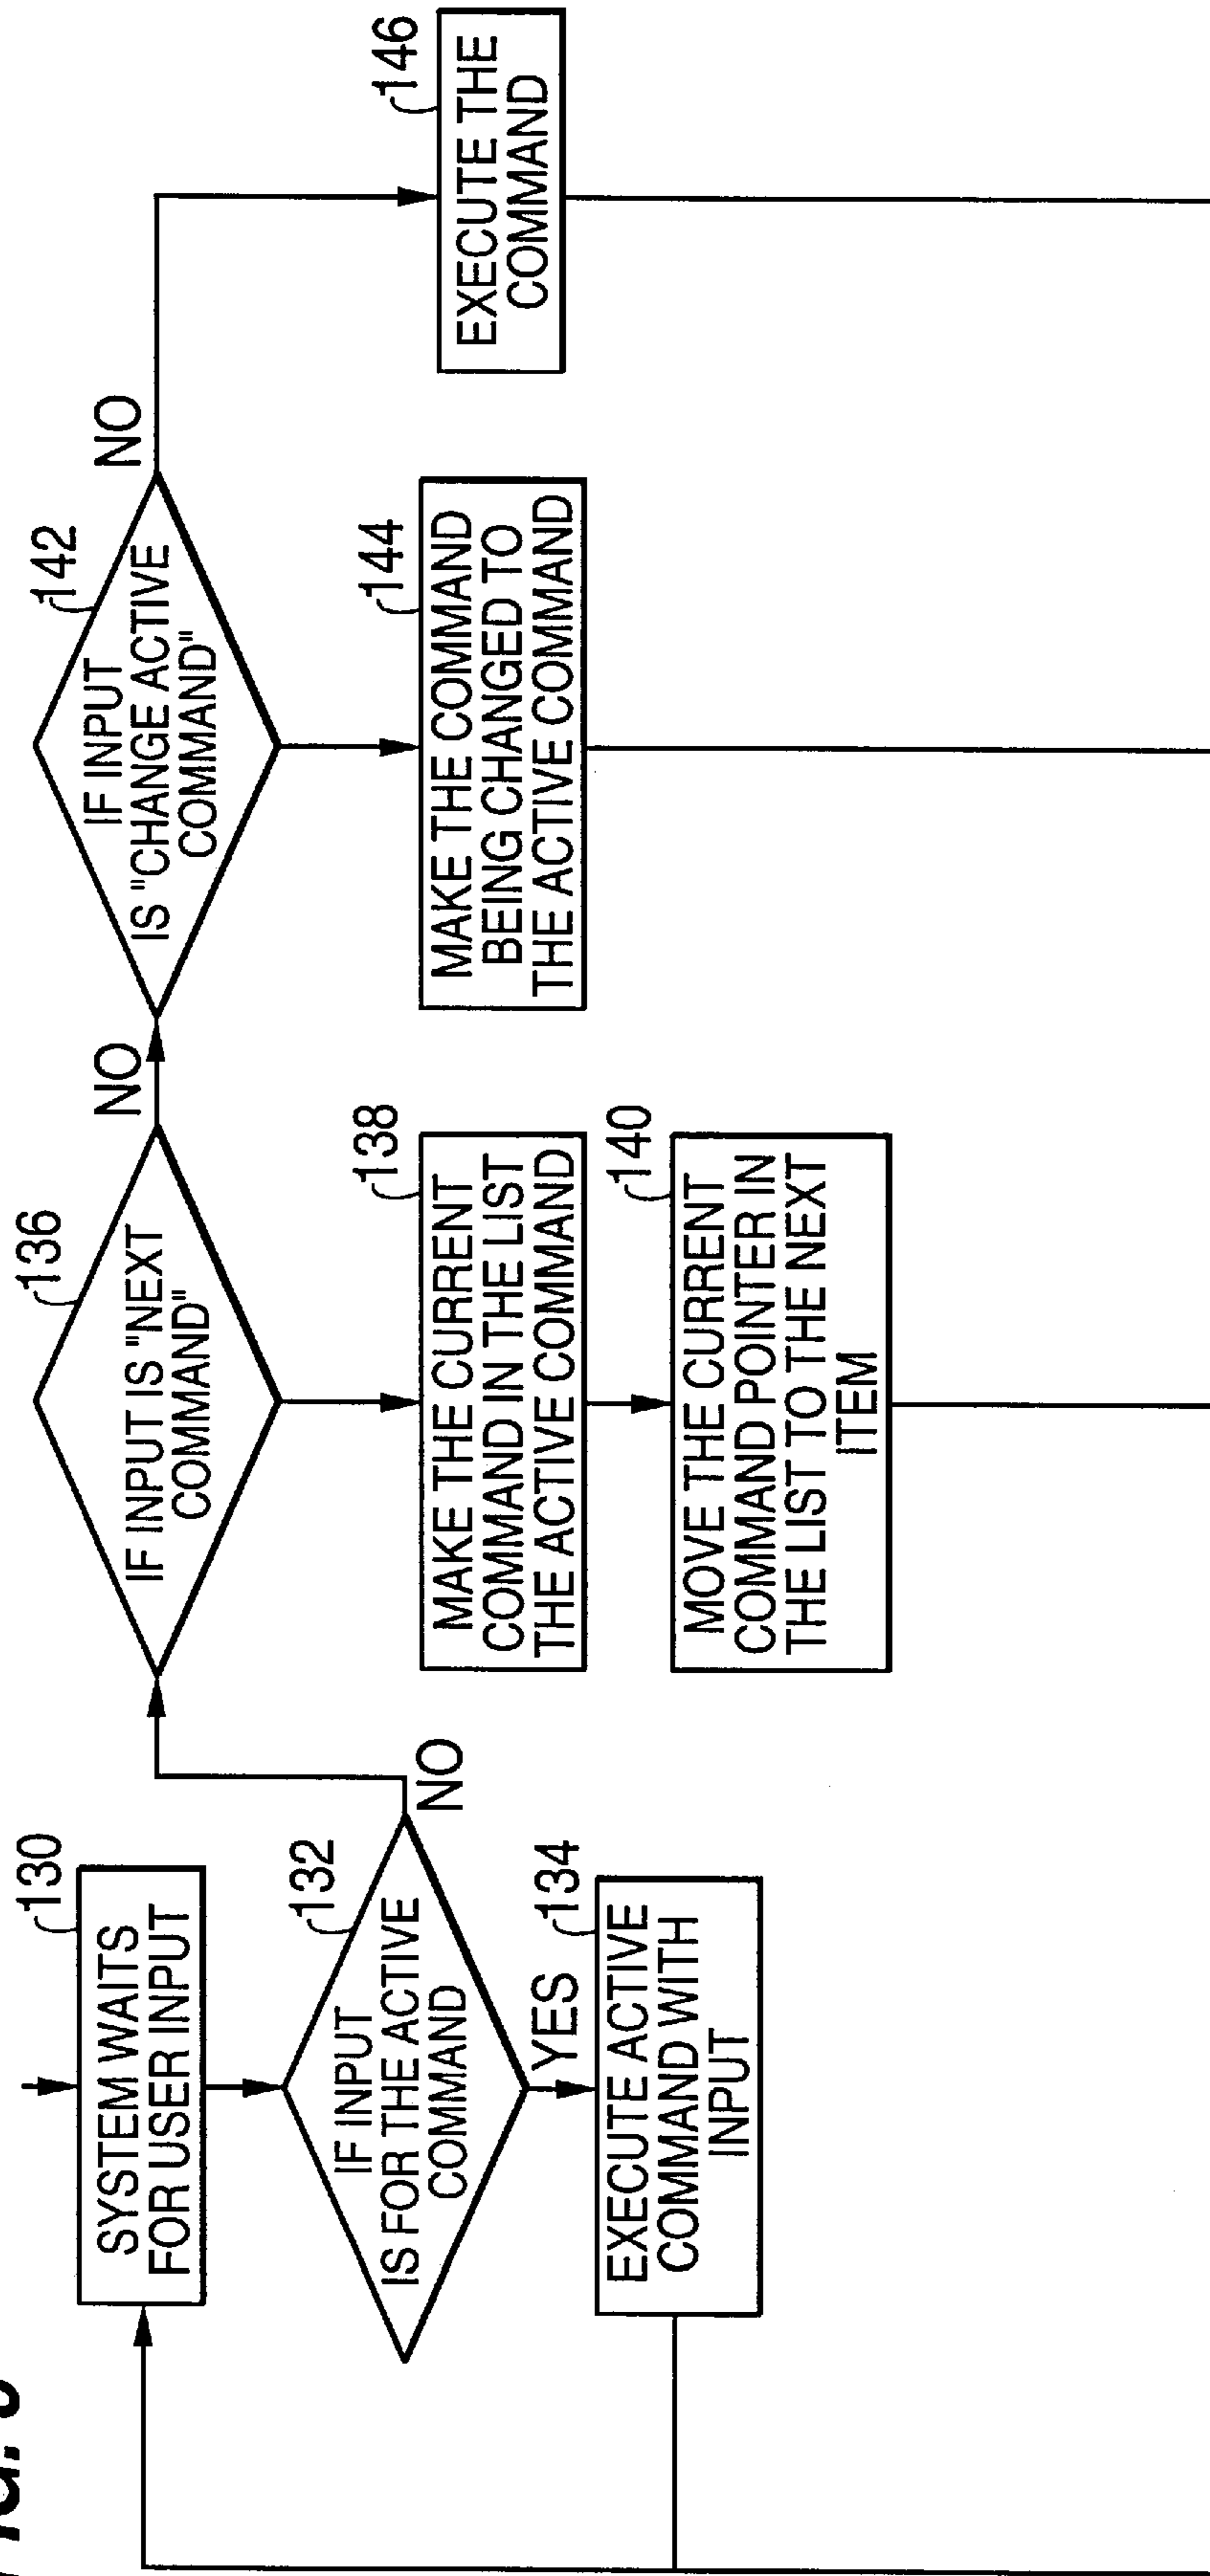 130
SYSTEM WAITS
FOR USER INPUT
132
IF INPUT
IS FOR THE ACTIVE
COMMAND
NO
YES
134
EXECUTE ACTIVE
COMMAND WITH
INPUT
136
IF INPUT IS "NEXT
COMMAND"
NO
138
MAKE THE CURRENT
COMMAND IN THE LIST
THE ACTIVE COMMAND
140
MOVE THE CURRENT
COMMAND POINTER IN
THE LIST TO THE NEXT
ITEM
142
IF INPUT
IS "CHANGE ACTIVE
COMMAND"
NO
144
MAKE THE COMMAND
BEING CHANGED TO
THE ACTIVE COMMAND
146
EXECUTE THE
COMMAND